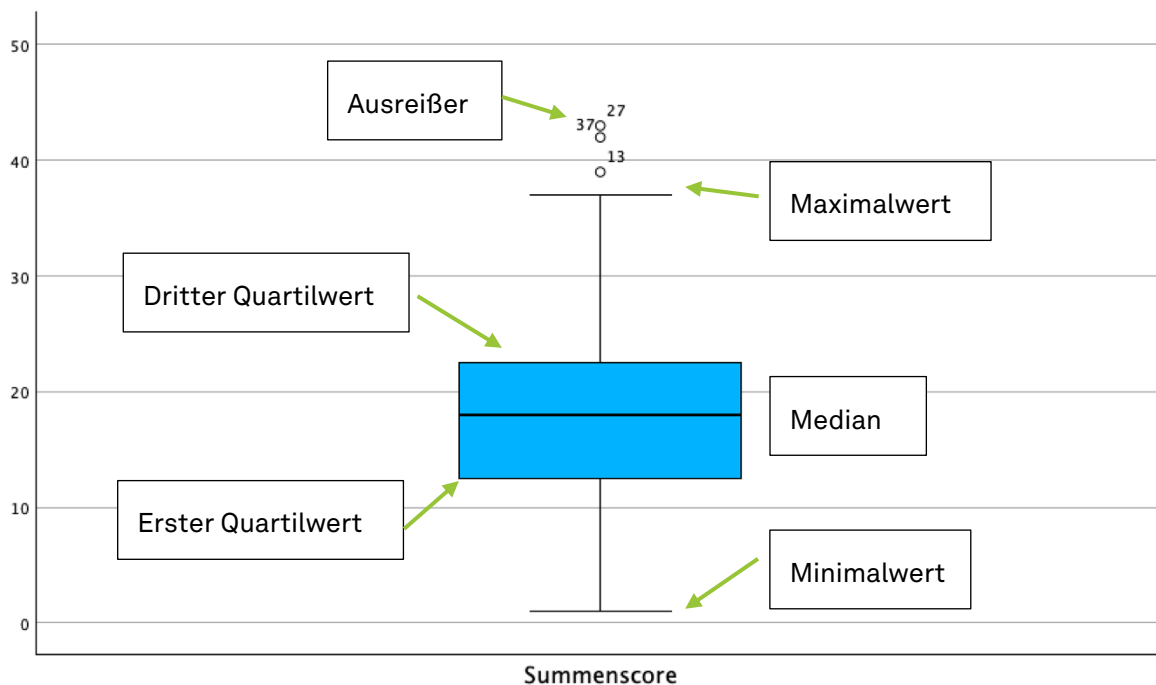 50
Ausreißer
27
37
40
13
Maximalwert
30
Dritter Quartilwert
20
Median
10
Erster Quartilwert
Minimalwert
0
Summenscore